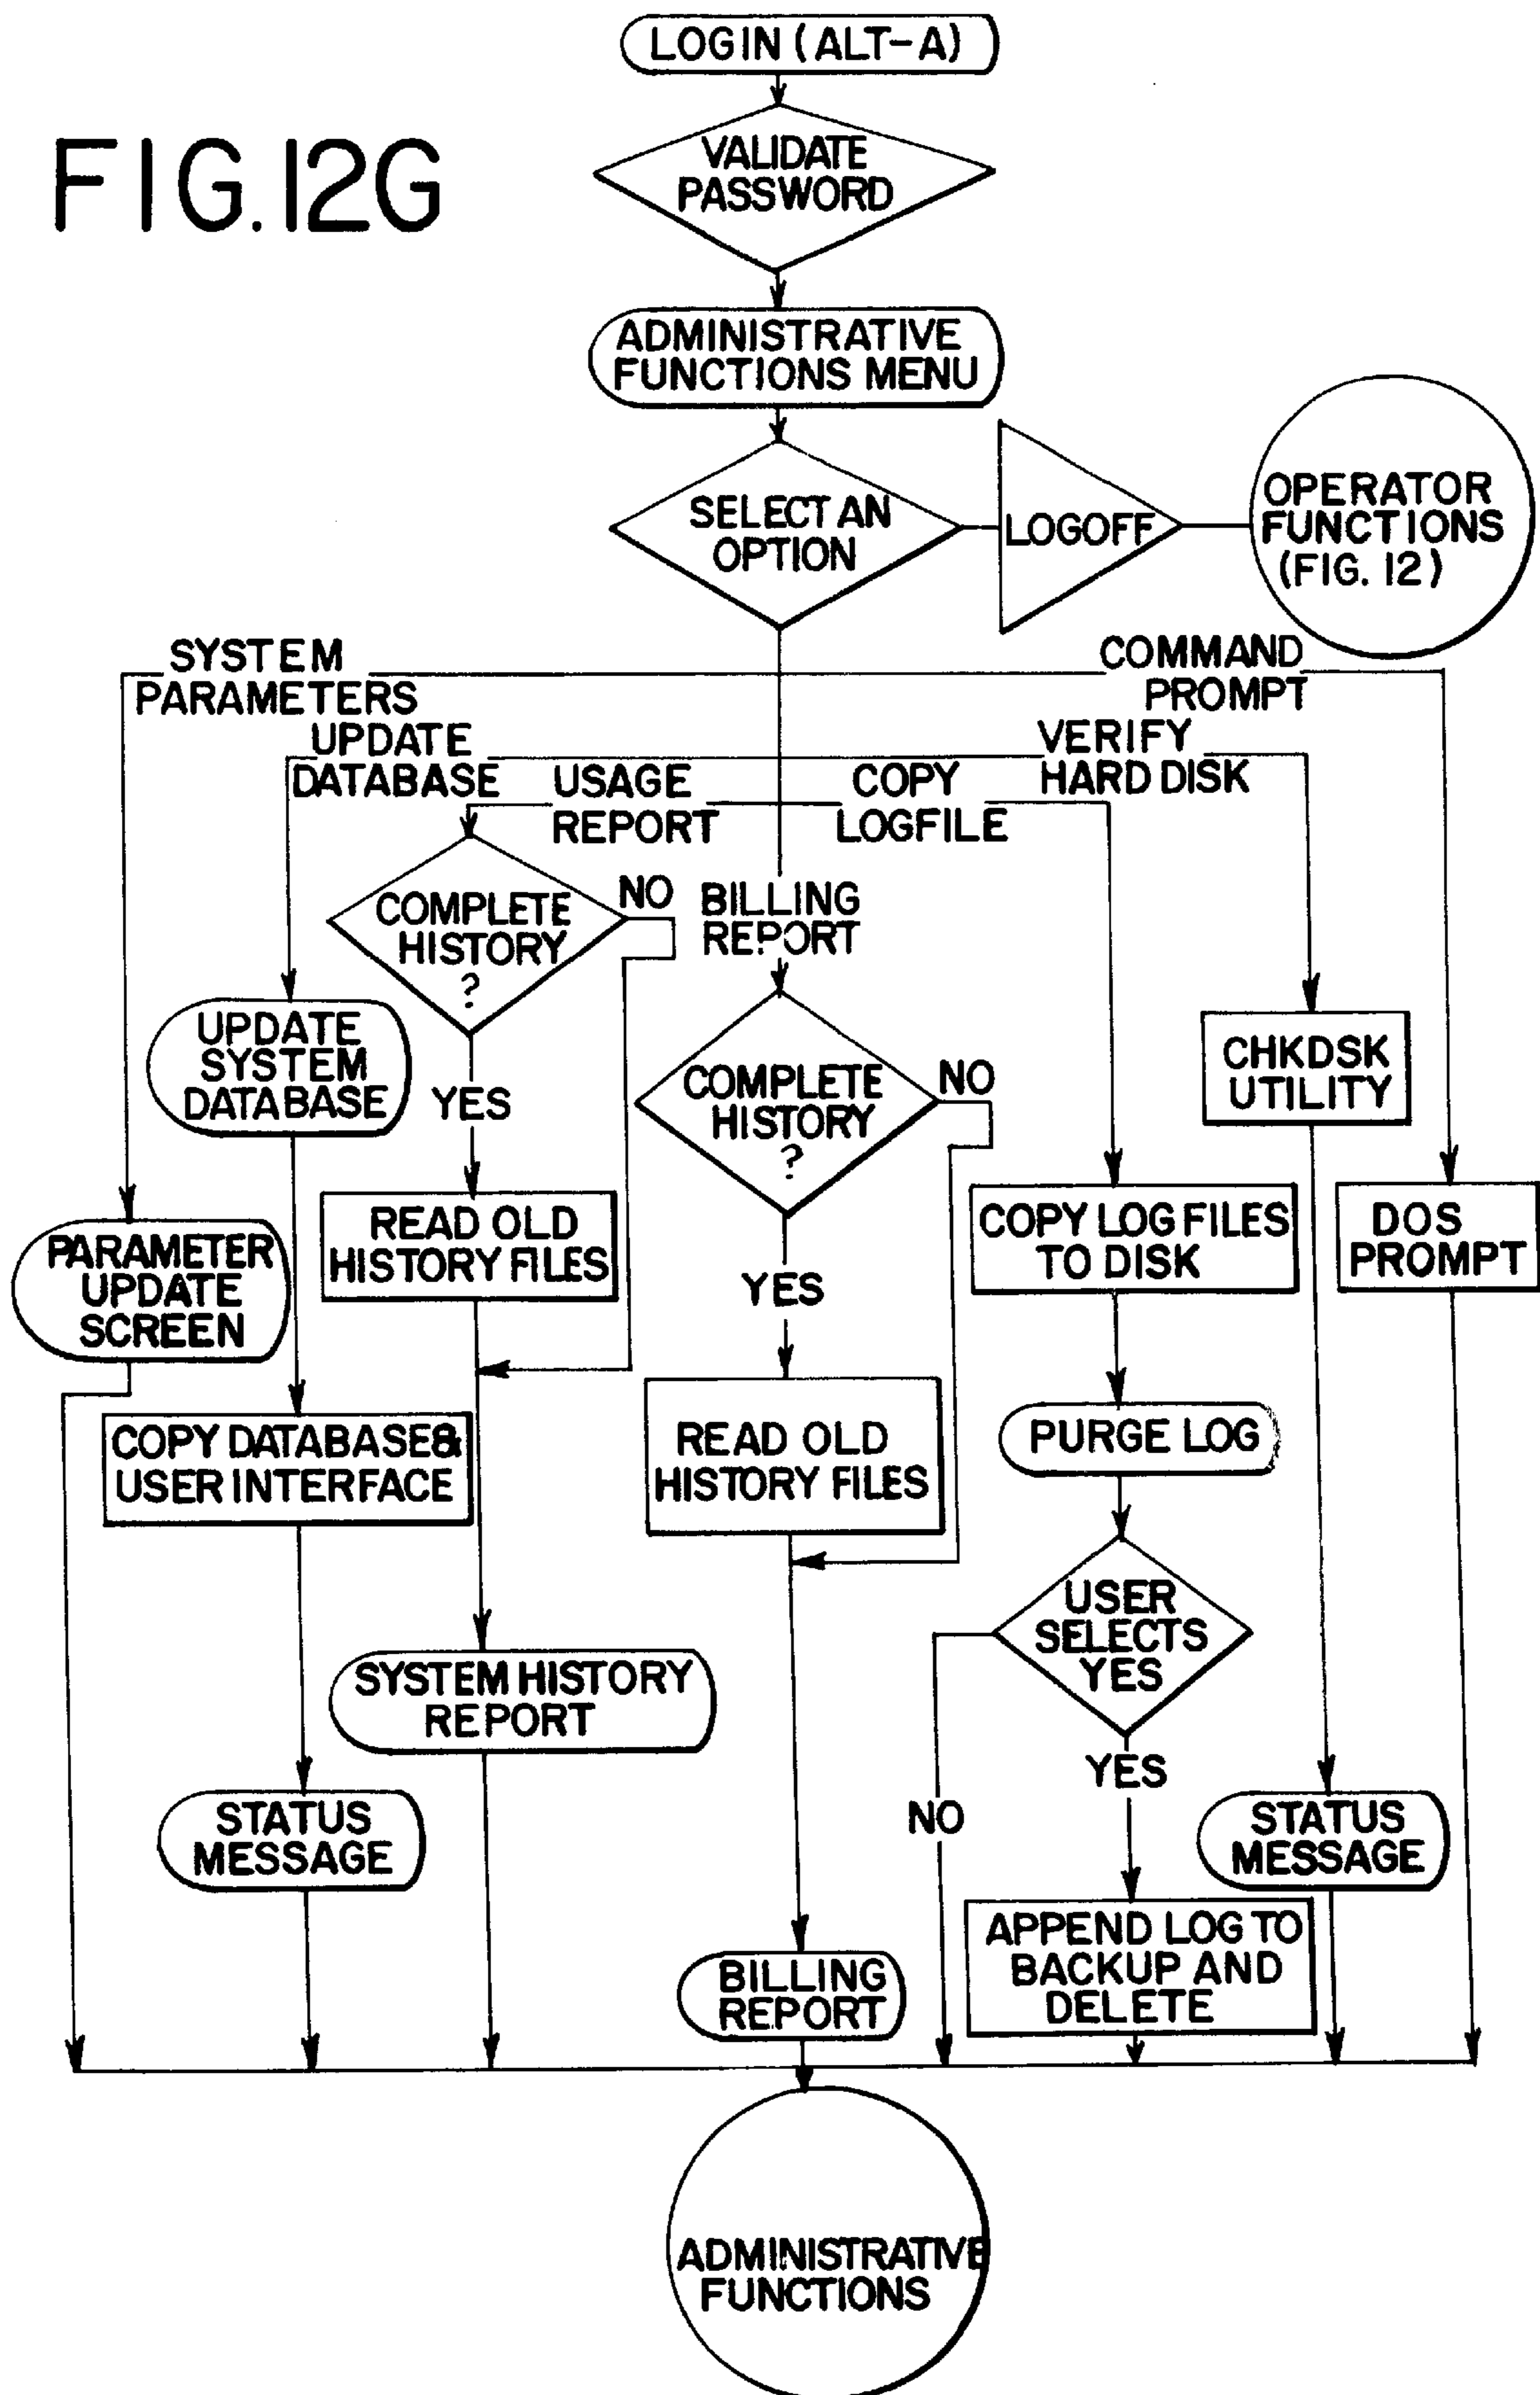 LOGIN (ALT-A)
FIG.12G
VALIDATE
PASSWORD
ADMINISTRATIVE
FUNCTIONS MENU
SELECT AN
OPTION
LOGOFF
OPERATOR
FUNCTIONS
(FIG. 12)
SYSTEM
PARAMETERS
COMMAND
PROMPT
UPDATE
DATABASE
VERIFY
HARD DISK
USAGE
REPORT
COPY
LOGFILE
COMPLETE
HISTORY
?
NO
BILLING
REPORT
UPDATE
SYSTEM
DATABASE
YES
COMPLETE
HISTORY
?
NO
CHKDSK
UTILITY
READ OLD
HISTORY FILES
YES
COPY LOG FILES
TO DISK
DOS
PROMPT
PARAMETER
UPDATE
SCREEN
COPY DATABASE&
USER INTERFACE
READ OLD
HISTORY FILES
PURGE LOG
USER
SELECTS
YES
SYSTEM HISTORY
REPORT
YES
NO
STATUS
MESSAGE
STATUS
MESSAGE
BILLING
REPORT
APPEND LOG TO
BACKUP AND
DELETE
ADMINISTRATIVE
FUNCTIONS